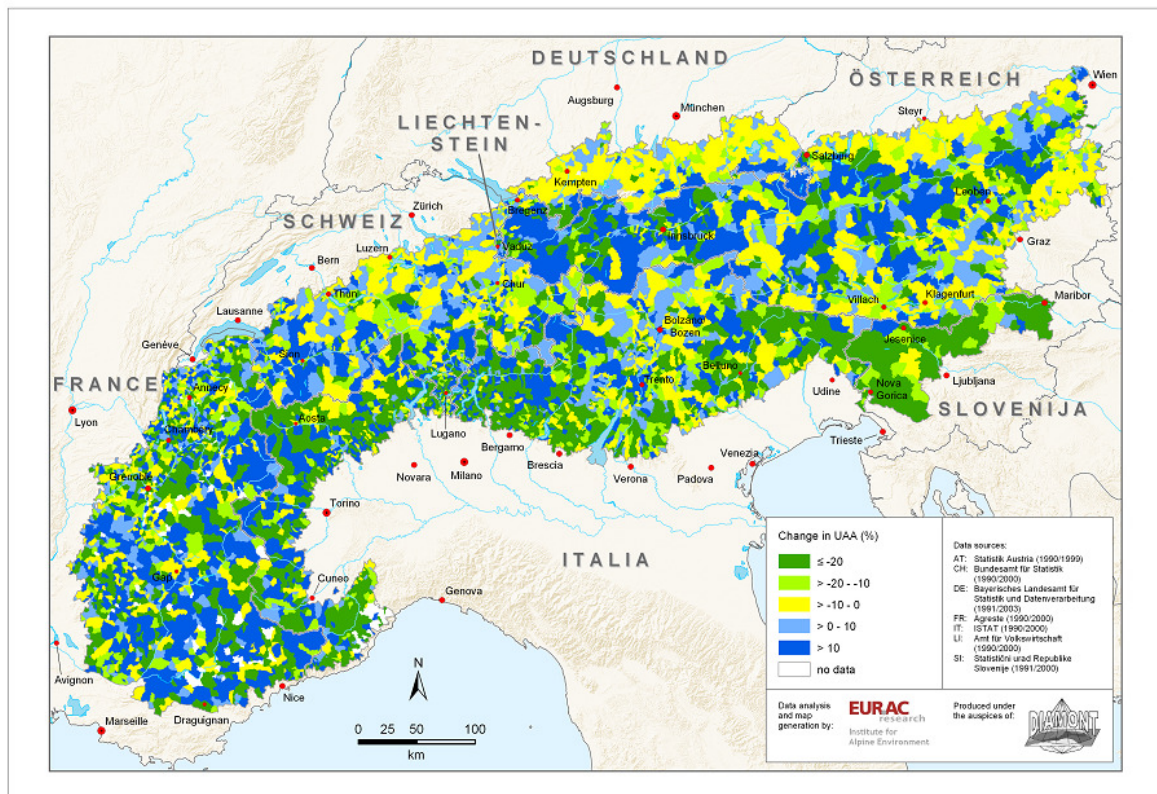 DEUTSCHLAND
ÖSTERREICH
Wien
Augsburg
München
Steyr
LIECHTEN-
STEIN
Salzburg
Kempten
Leoben
Bregenz
Zürich
SCHWEIZ
Innsbruck
Graz
Luzern
Vaduz
Bern
Chur
Thun
Villach
Klagenfurt
Maribor
Lausanne
Bolzano
Bozen
Jesenice
Genève
Sion
Trento
Belluno
Ljubljana
FRANCE
Annecy
Udine
Nova
Gorica
SLOVENIJA
Lyon
Aosta
Chambéry
Lugano
Bergamo
Trieste
Brescia
Venezia
Novara
Milano
Verona
Padova
Grenoble
Torino
ITALIA
Gap
Cuneo
Genova
Avignon
Nice
Marseille
Draguignan
N
0 25 50 100
km
Change in UAA (%)
≤ -20
> -20 - -10
> -10 - 0
> 0 - 10
> 10
no data
Data sources:
AT: Statistik Austria (1990/1999)
CH: Bundesamt für Statistik
(1990/2000)
DE: Bayerisches Landesamt für
Statistik und Datenverarbeitung
(1991/2003)
FR: Agreste (1990/2000)
IT: ISTAT (1990/2000)
LI: Amt für Volkswirtschaft
(1990/2000)
SI: Statistični urad Republike
Slovenije (1991/2000)
Data analysis
and map
generation by:
EURAC
research
Institute for
Alpine Environment
Produced under
the auspices of:
DIAMONT